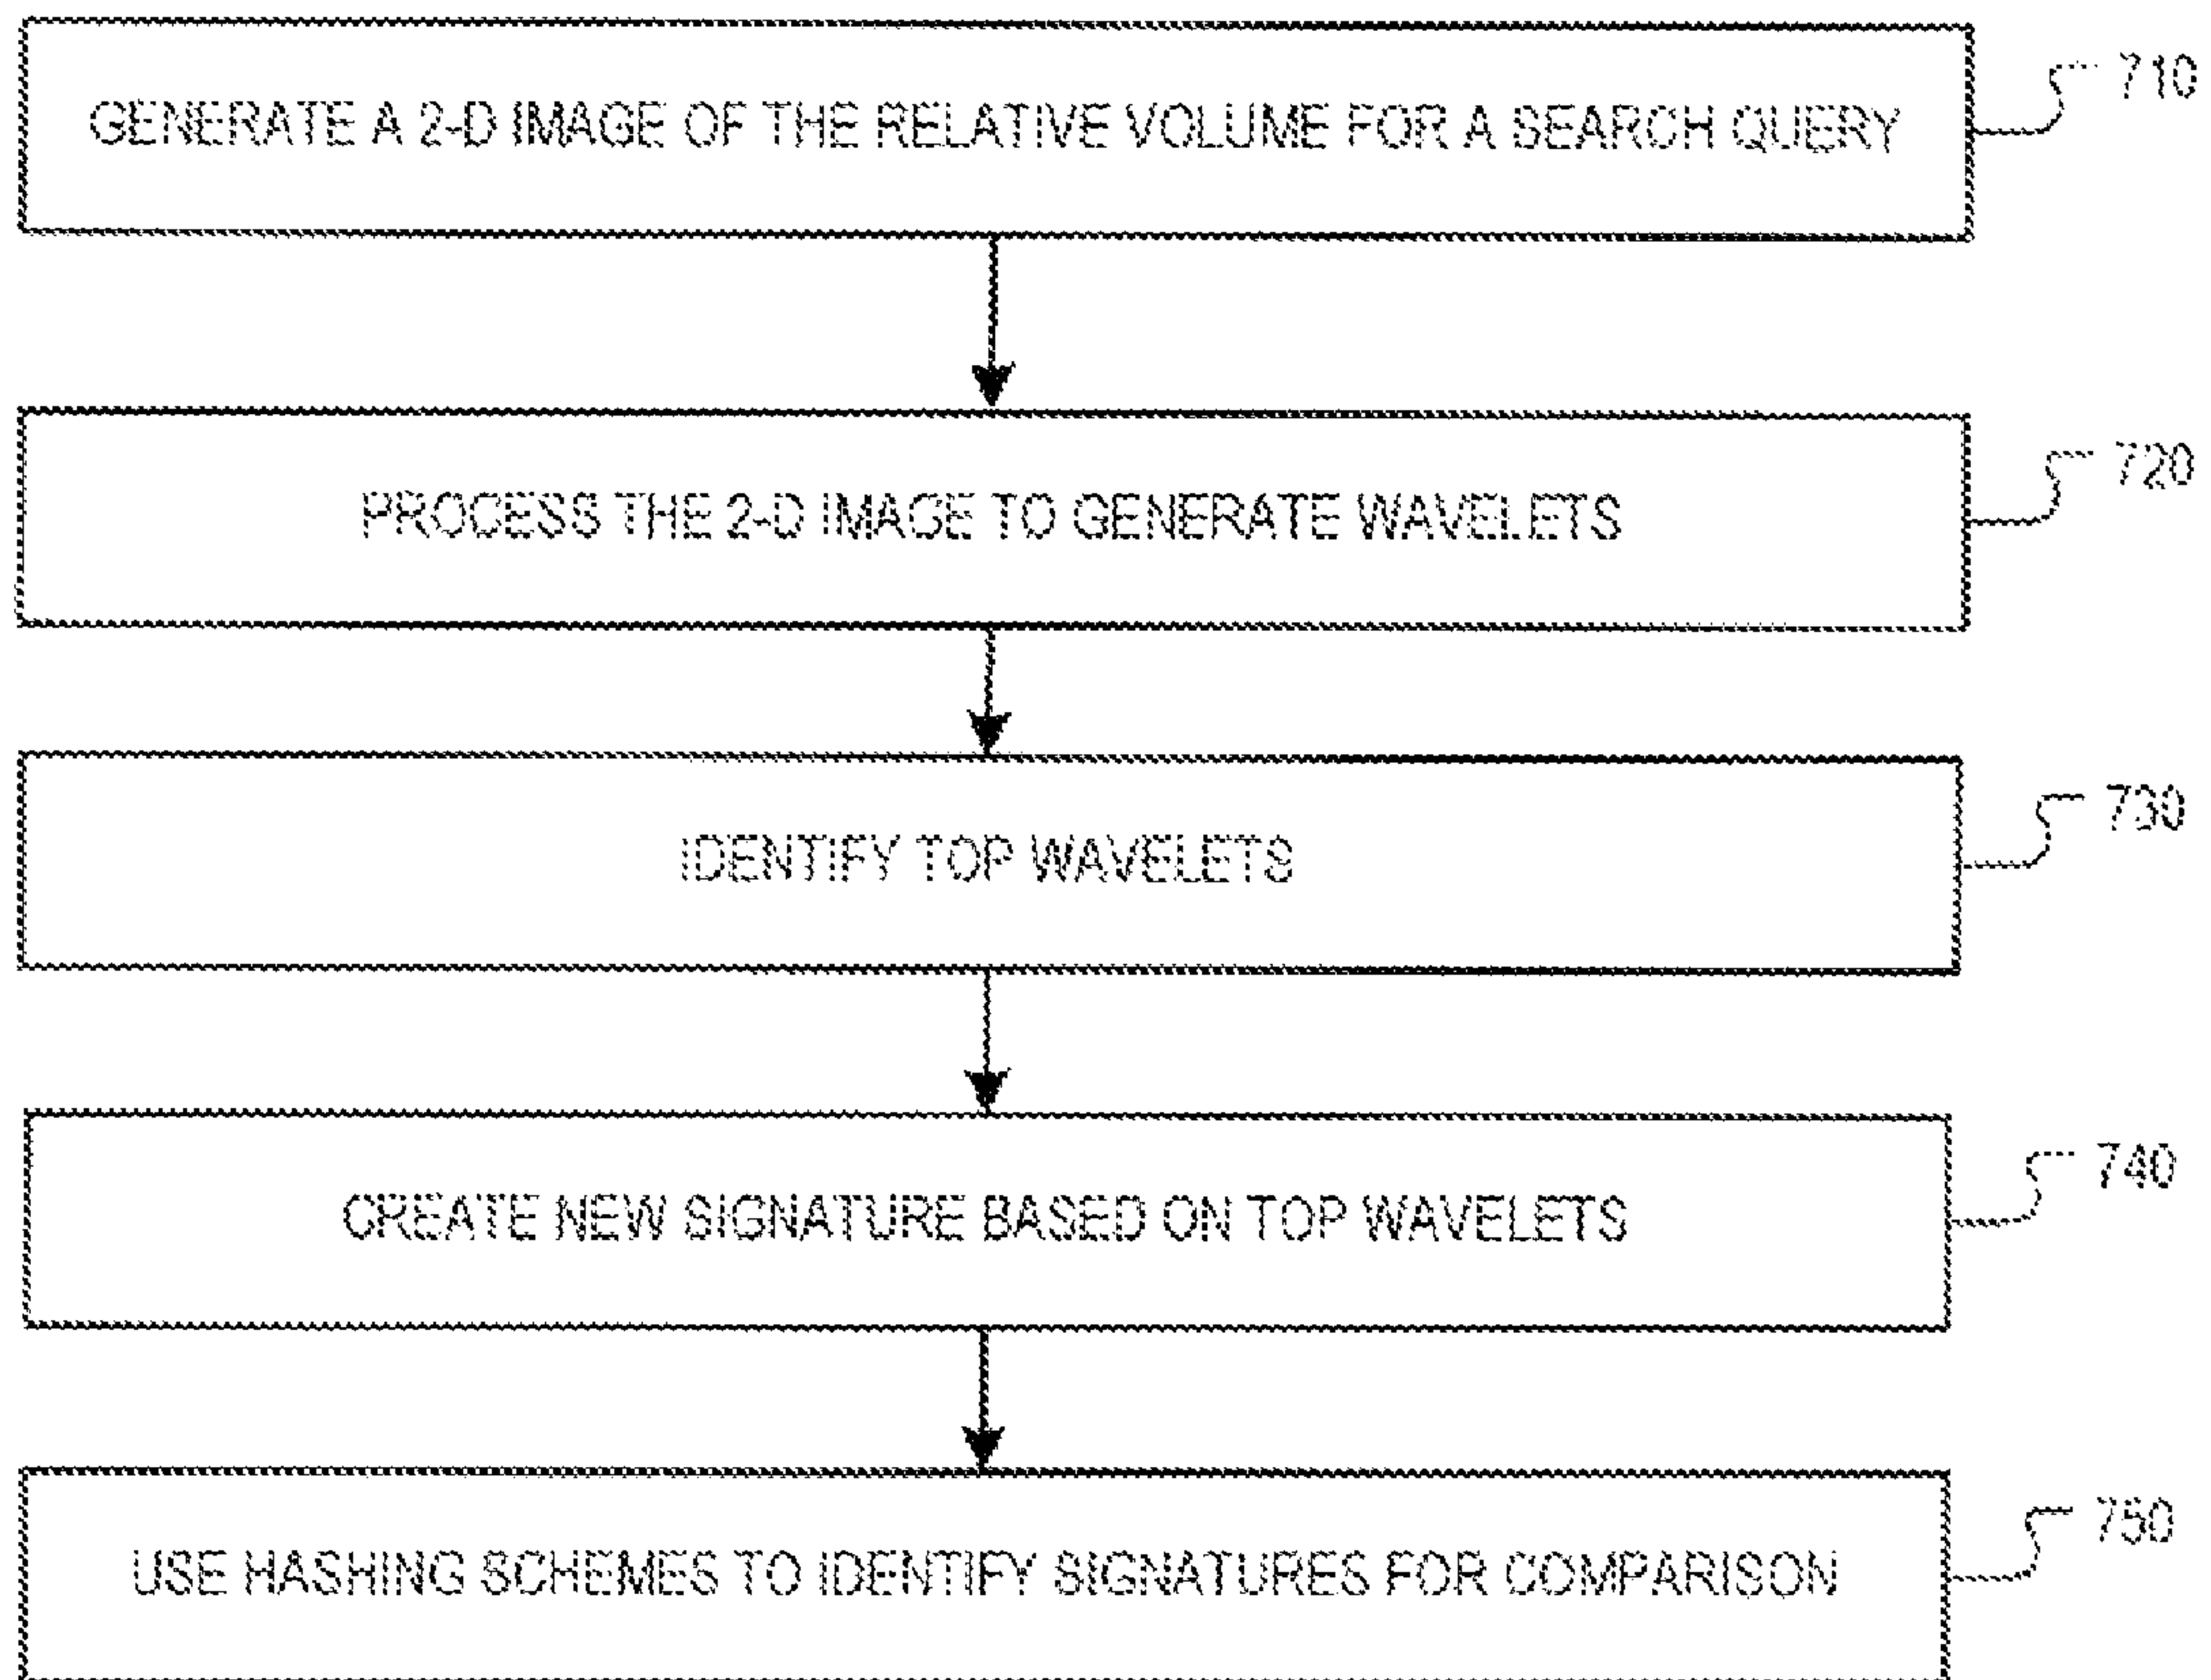 GENERATE A 2-D IMAGE OF THE RELATIVE VOLUME FOR A SEARCH QUERY
710
PROCESS THE 2-D IMAGE TO GENERATE WAVELETS
720
IDENTIFY TOP WAVELETS
730
CREATE NEW SIGNATURE BASED ON TOP WAVELETS
740
USE HASHING SCHEMES TO IDENTIFY SIGNATURES FOR COMPARISON
750